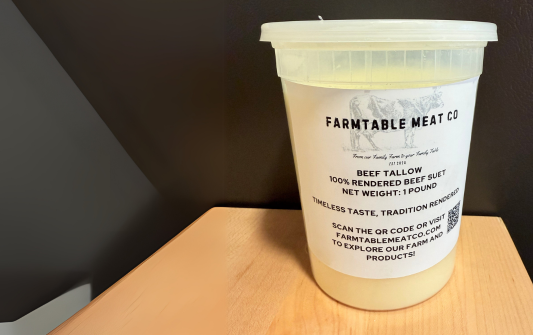 FARMTABLE MEAT CO
From our Family Farm to your Family Table
BEEF TALLOW
100% RENDERED BEEF SUET
NET WEIGHT: 1 POUND
TIMELESS TASTE, TRADITION RENDERED
SCAN THE QR CODE OR VISIT
FARMTABLEMEATCO.COM
TO EXPLORE OUR FARM AND
PRODUCTS!